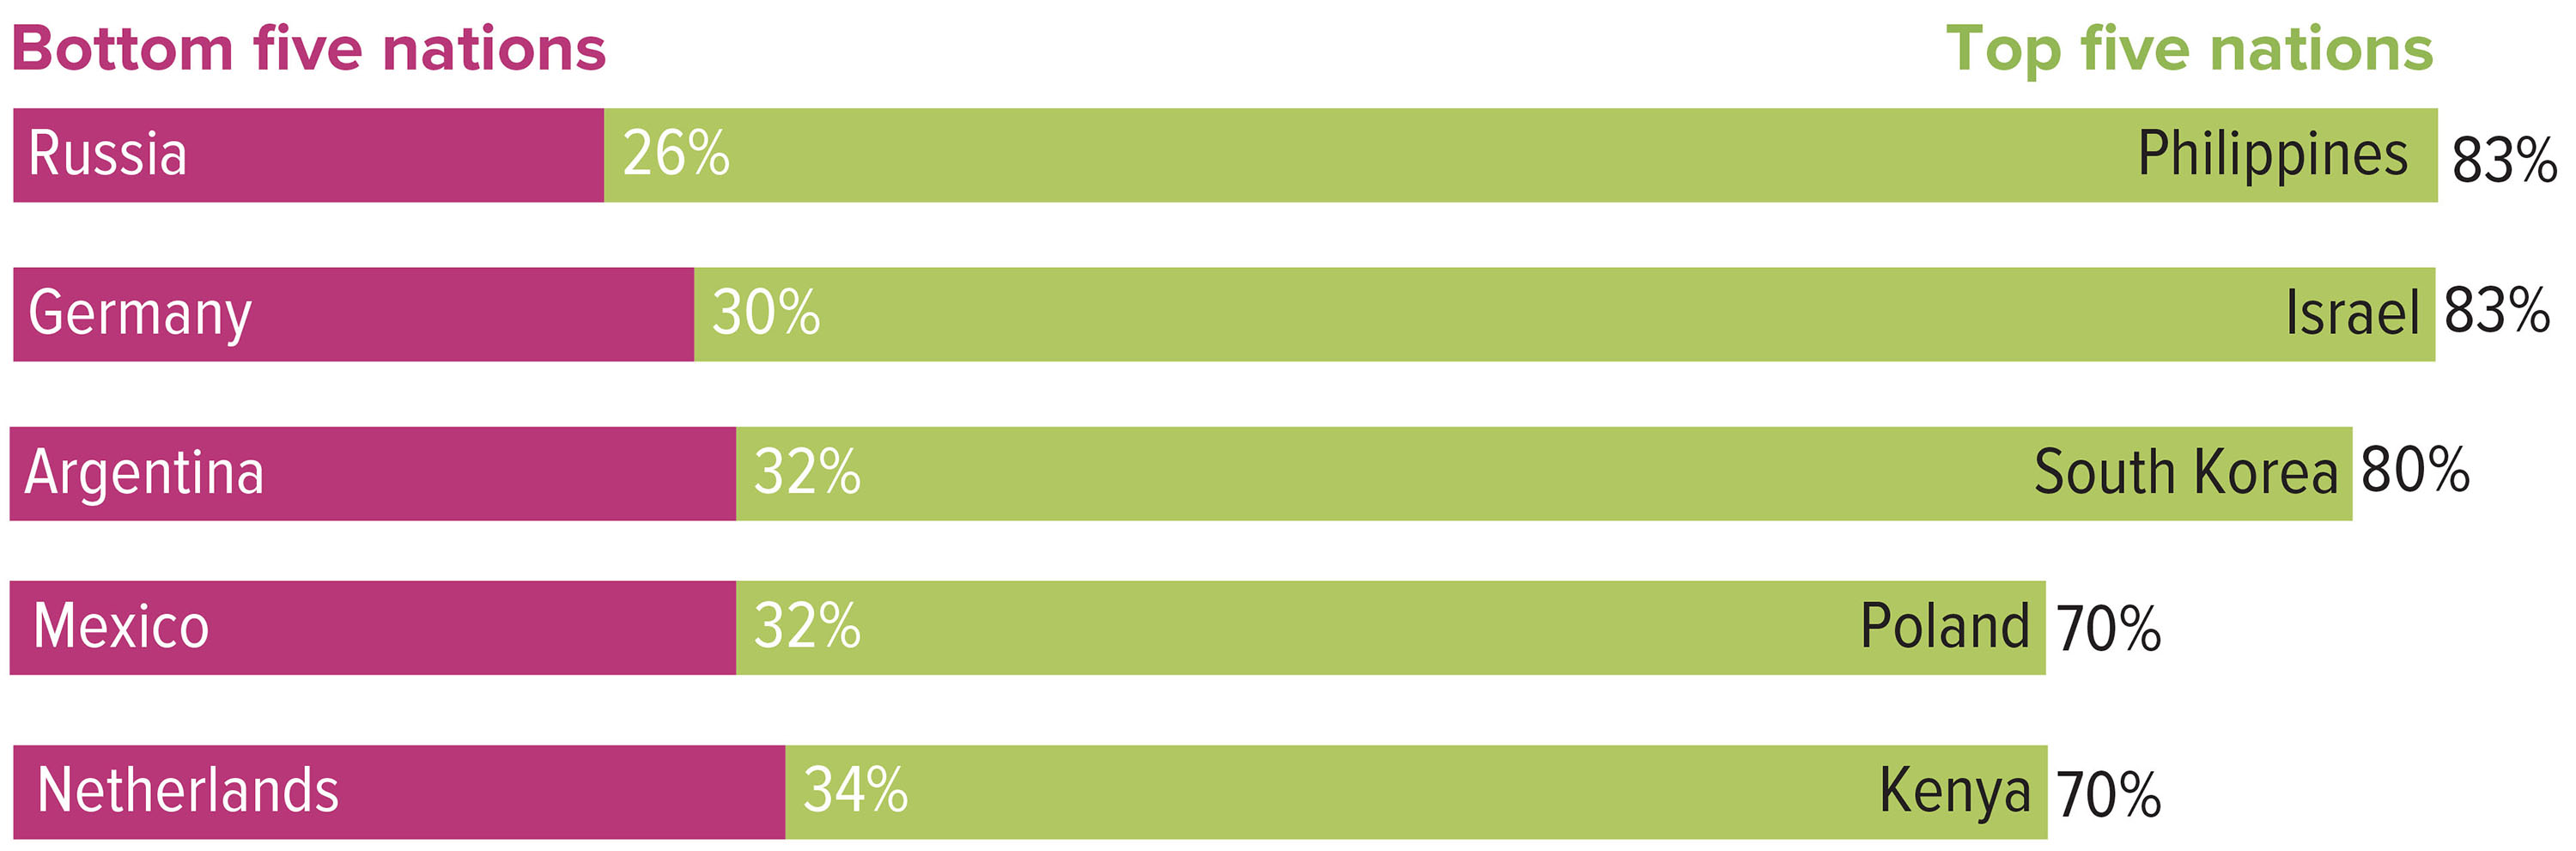 Bottom five nations Top five nations
Russia 26% Philippines 83%
Germany 30% Israel 83%
Argentina 32% South Korea 80%
Mexico 32% Poland 70%
Netherlands 34% Kenya 70%